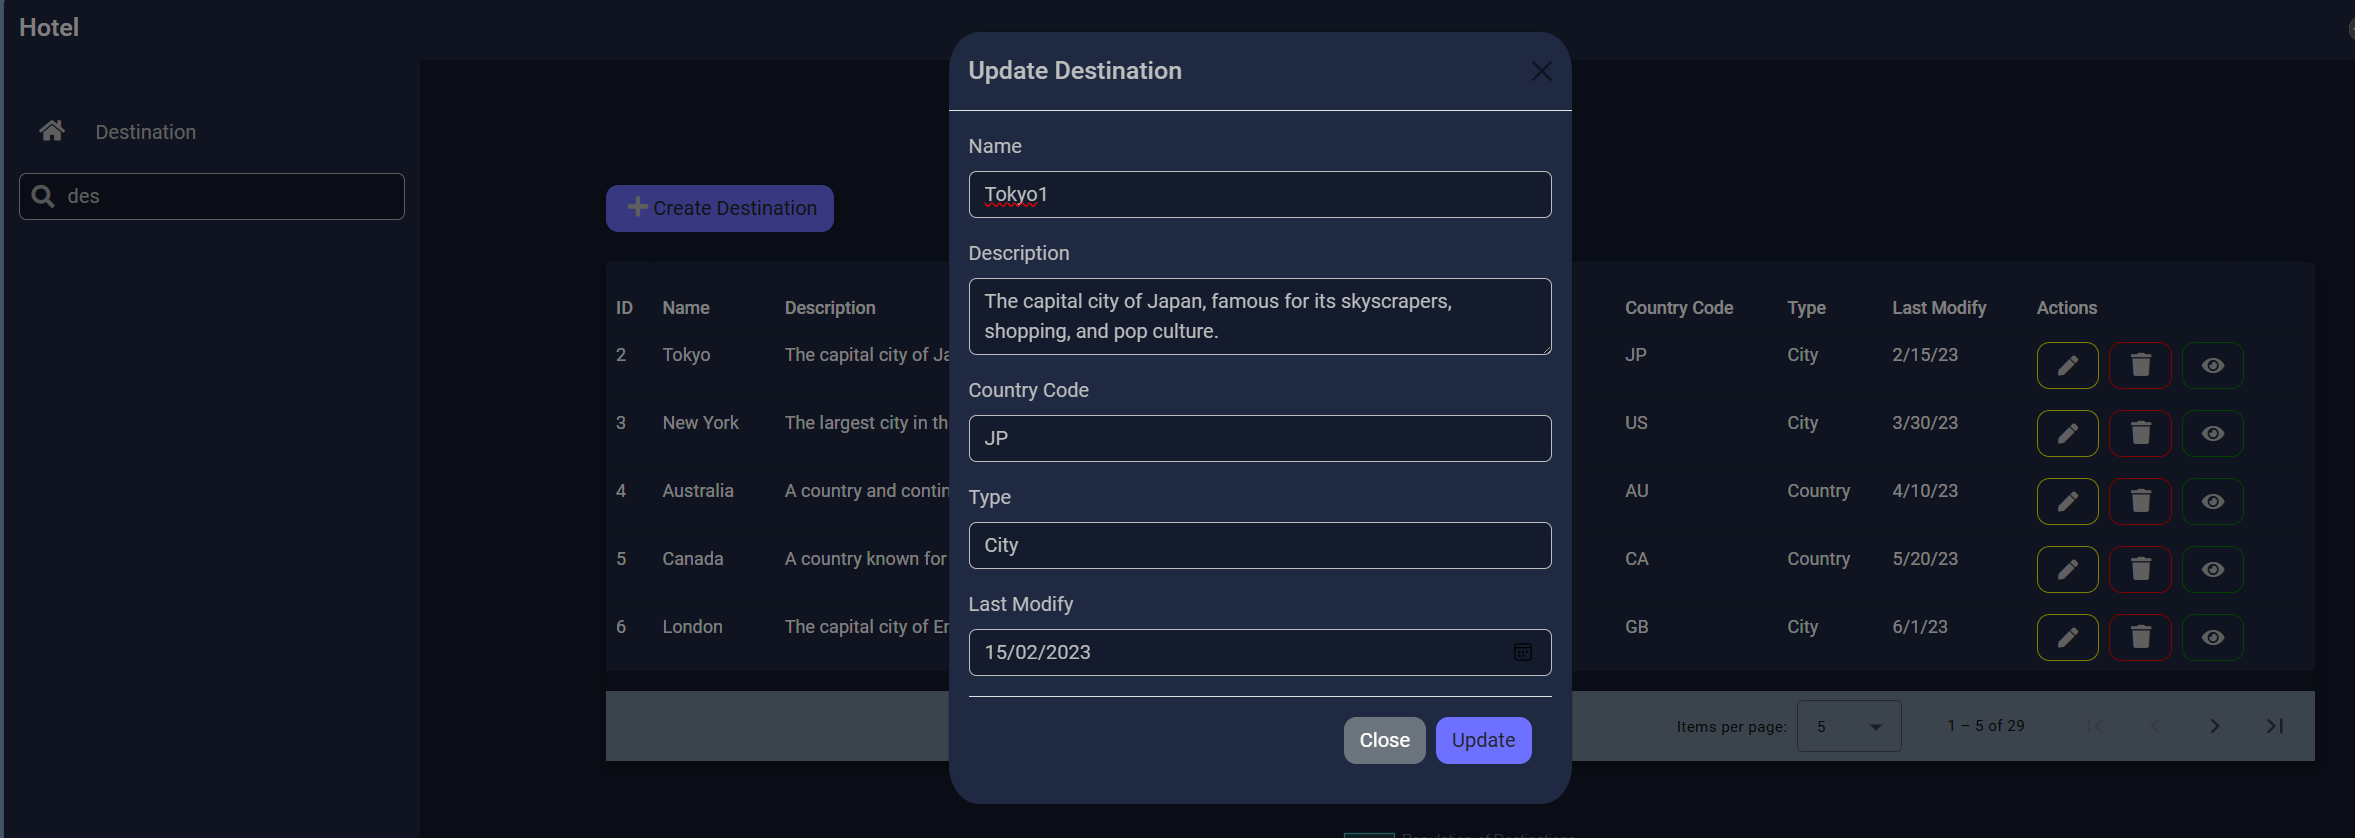 Hotel
Destination
des
Create Destination
ID Name Description Country Code Type Last Modify Actions
2 Tokyo The capital city of Ja JP City 2/15/23
3 New York The largest city in th US City 3/30/23
4 Australia A country and contin AU Country 4/10/23
5 Canada A country known for CA Country 5/20/23
6 London The capital city of En GB City 6/1/23
Items per page: 5 1 – 5 of 29
Update Destination
Name
Tokyo1
Description
The capital city of Japan, famous for its skyscrapers,
shopping, and pop culture.
Country Code
JP
Type
City
Last Modify
15/02/2023
Close Update